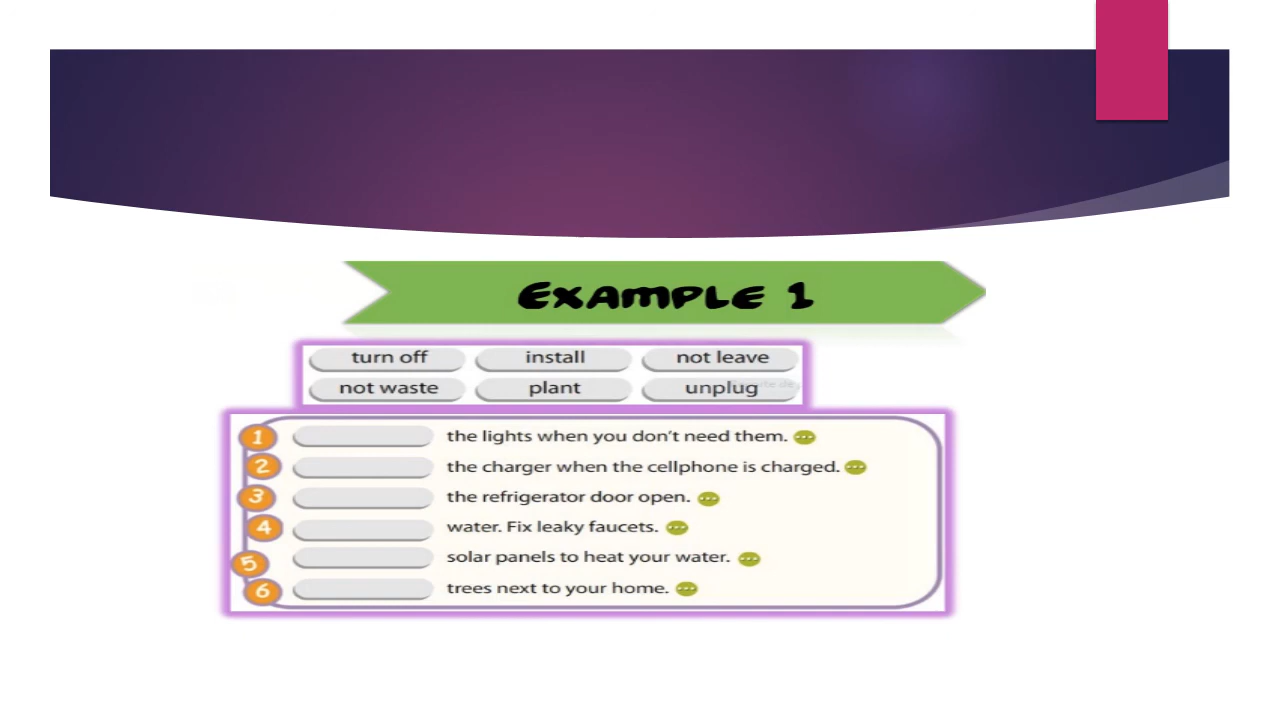 EXAMPLE 1
turn off install not leave
not waste plant unplug
1 the lights when you don't need them.
2 the charger when the cellphone is charged.
3 the refrigerator door open.
4 water. Fix leaky faucets.
5 solar panels to heat your water.
6 trees next to your home.